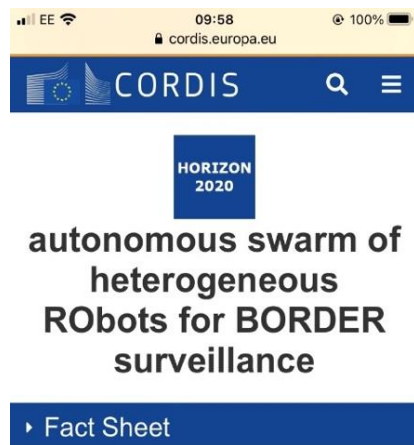 EE 09:58 100%
cordis.europa.eu
CORDIS
HORIZON
2020
autonomous swarm of
heterogeneous
RObots for BORDER
surveillance
Fact Sheet